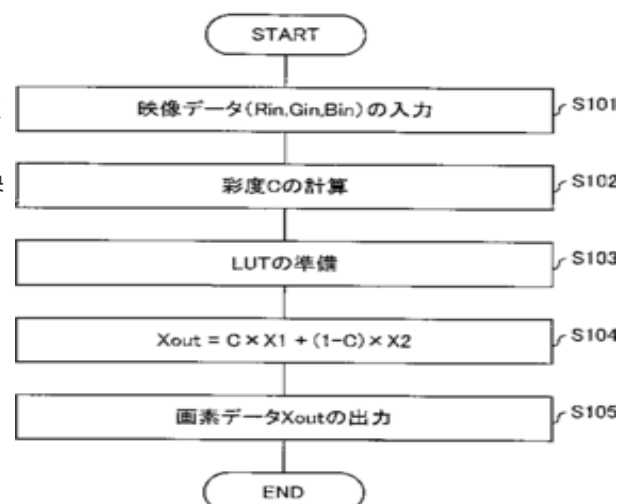 START
映像データ(Rin,Gin,Bin)の入力
S101
彩度Cの計算
S102
LUTの準備
S103
Xout = C×X1 + (1-C)×X2
S104
画素データXoutの出力
S105
END